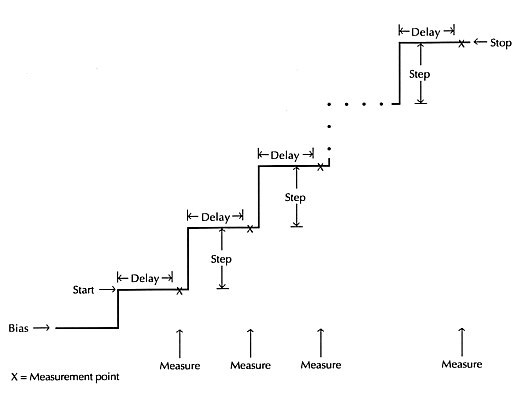 Delay
Stop
Step
Delay
Step
Delay
Step
Delay
Start
Bias
Measure
Measure
Measure
Measure
X = Measurement point